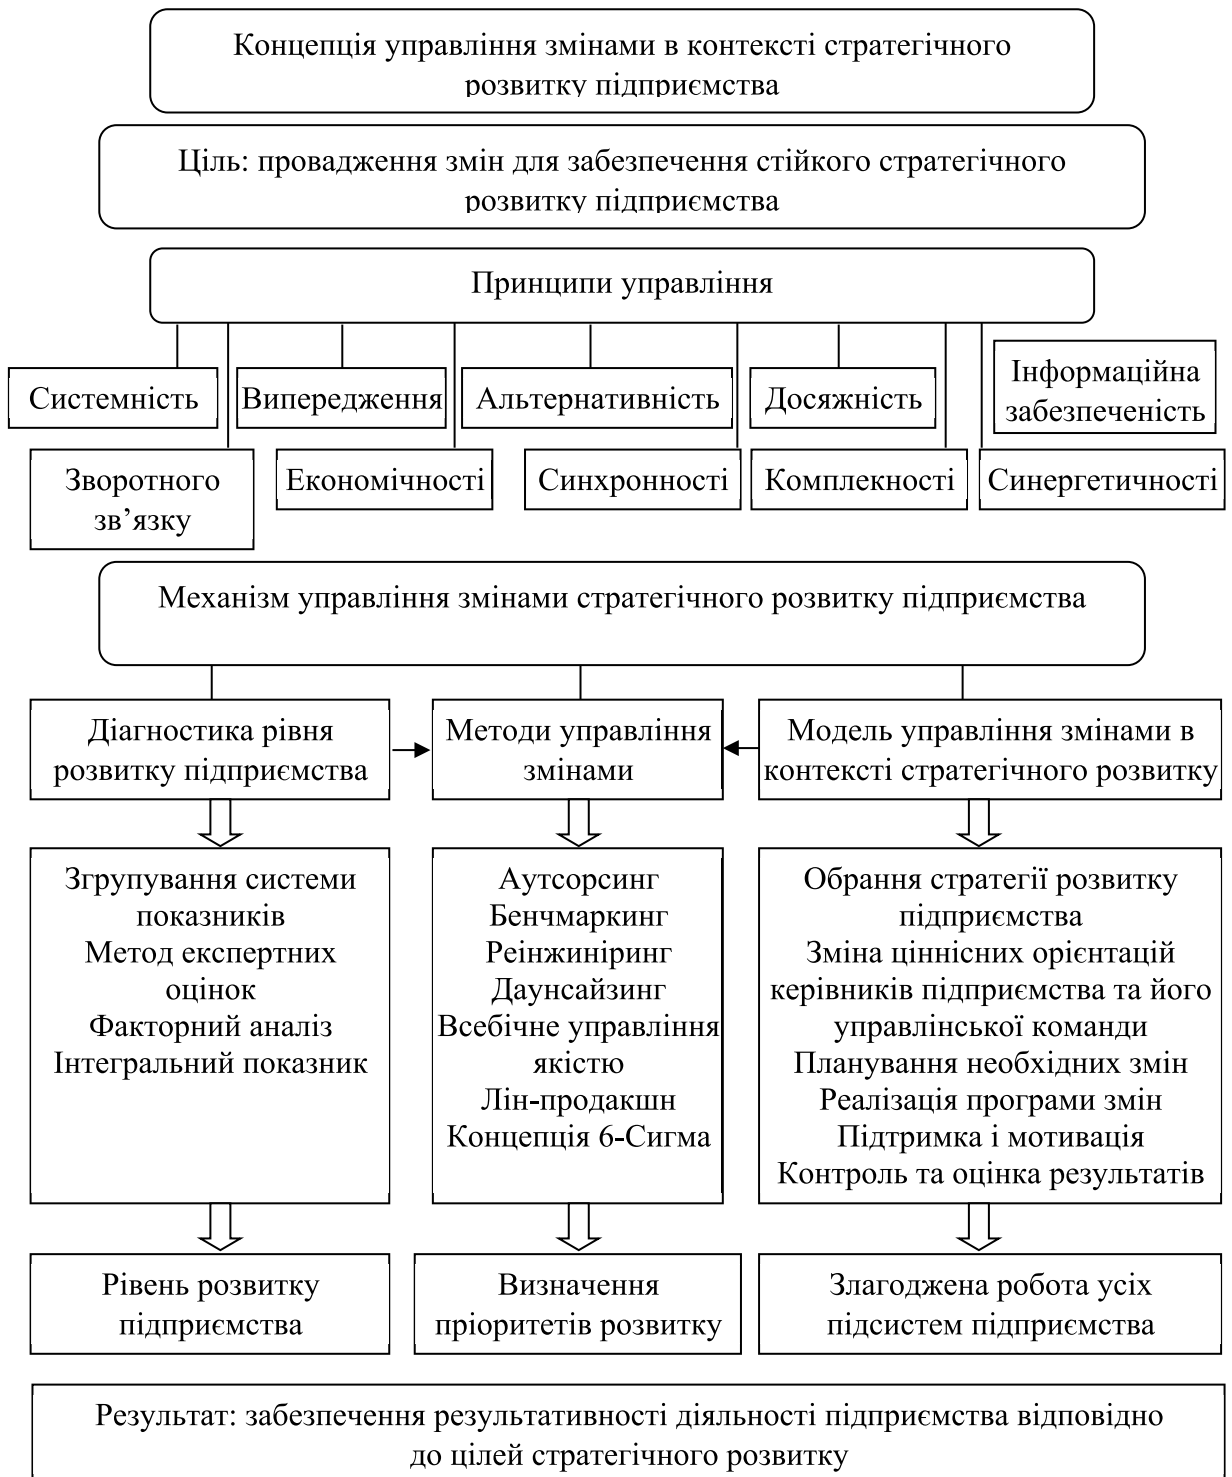 Концепція управління змінами в контексті стратегічного
розвитку підприємства
Ціль: провадження змін для забезпечення стійкого стратегічного
розвитку підприємства
Принципи управління
Системність
Випередження
Альтернативність
Досяжність
Інформаційна
забезпеченість
Зворотного
зв’язку
Економічності
Синхронності
Комплекності
Синергетичності
Механізм управління змінами стратегічного розвитку підприємства
Діагностика рівня
розвитку підприємства
Методи управління
змінами
Модель управління змінами в
контексті стратегічного розвитку
Згрупування системи
показників
Метод експертних
оцінок
Факторний аналіз
Інтегральний показник
Аутсорсинг
Бенчмаркинг
Реінжиніринг
Даунсайзинг
Всебічне управління
якістю
Лін-продакшн
Концепція 6-Сигма
Обрання стратегії розвитку
підприємства
Зміна ціннісних орієнтацій
керівників підприємства та його
управлінської команди
Планування необхідних змін
Реалізація програми змін
Підтримка і мотивація
Контроль та оцінка результатів
Рівень розвитку
підприємства
Визначення
пріоритетів розвитку
Злагоджена робота усіх
підсистем підприємства
Результат: забезпечення результативності діяльності підприємства відповідно
до цілей стратегічного розвитку